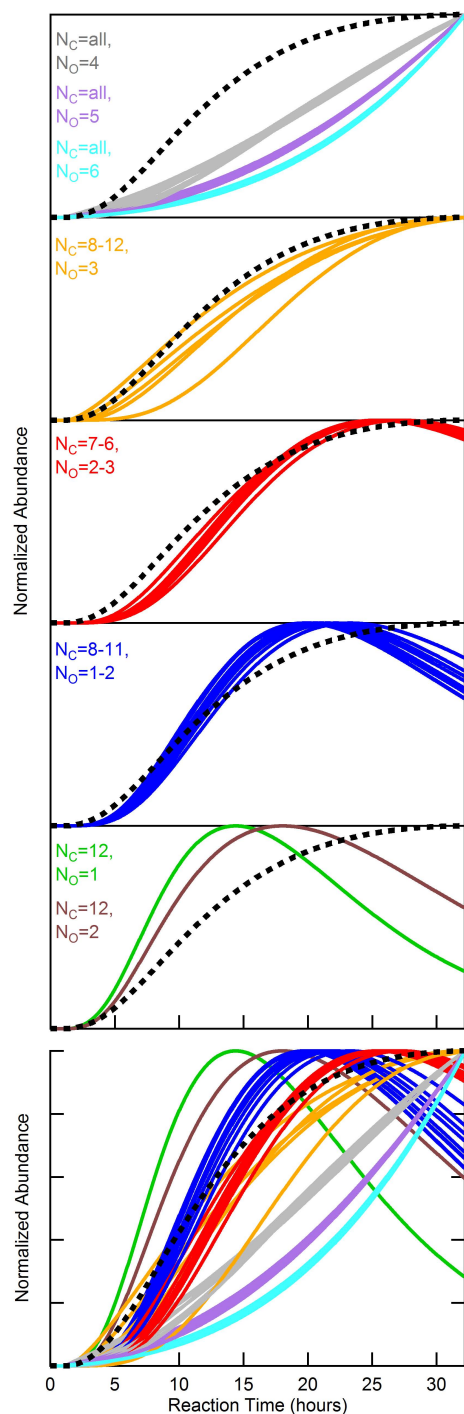 N_C=all,
N_O=4
N_C=all,
N_O=5
N_C=all,
N_O=6
N_C=8-12,
N_O=3
N_C=7-6,
N_O=2-3
Normalized Abundance
N_C=8-11,
N_O=1-2
N_C=12,
N_O=1
N_C=12,
N_O=2
Normalized Abundance
0 5 10 15 20 25 30
Reaction Time (hours)